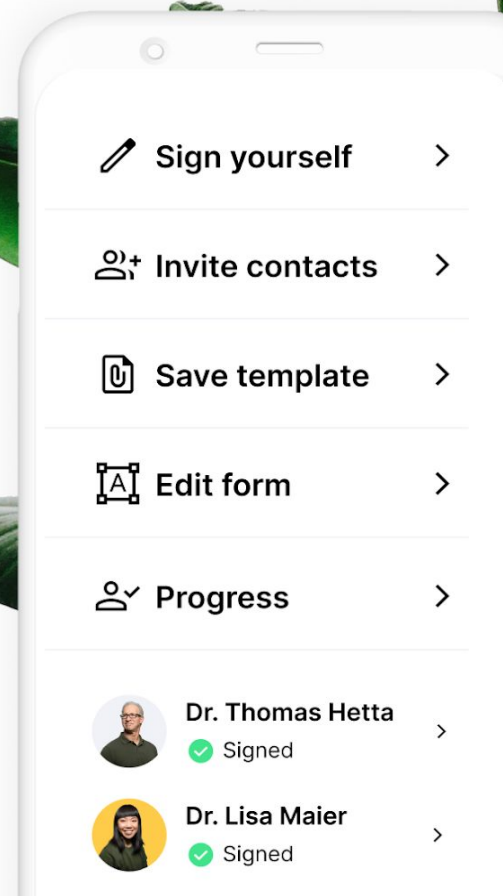 Sign yourself
Invite contacts
Save template
Edit form
Progress
Dr. Thomas Hetta
Signed
Dr. Lisa Maier
Signed